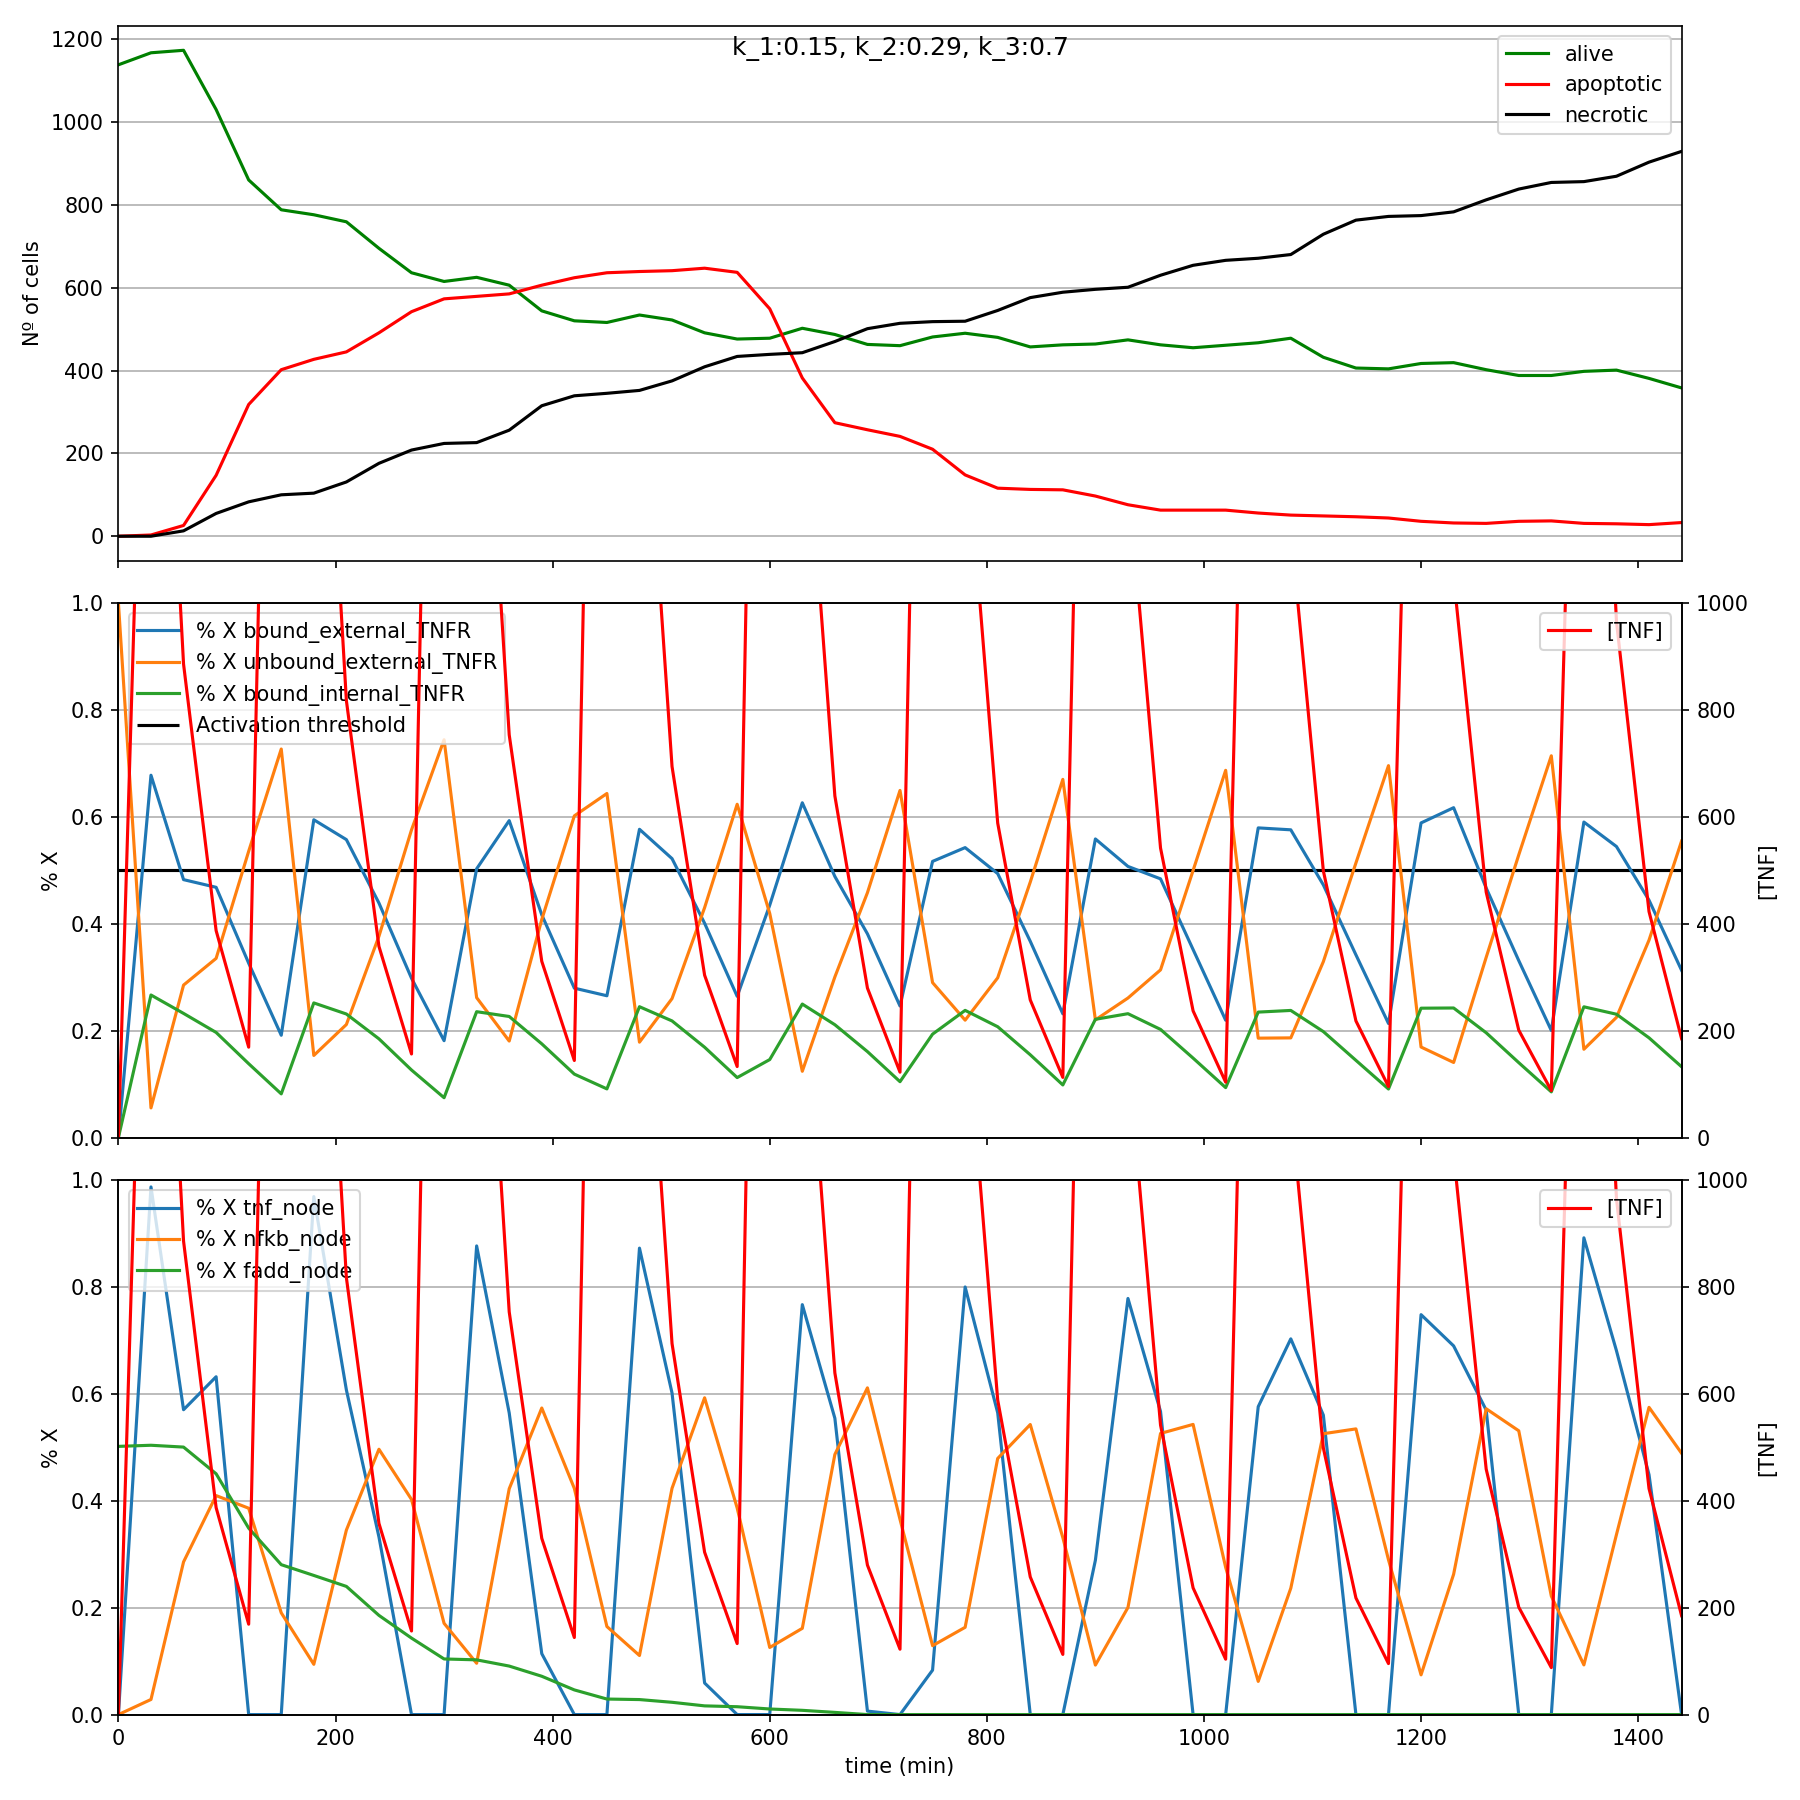 k_1:0.15, k_2:0.29, k_3:0.7
alive
apoptotic
necrotic
Nº of cells
1200
1000
800
600
400
200
0
% X bound_external_TNFR
% X unbound_external_TNFR
% X bound_internal_TNFR
Activation threshold
[TNF]
% X
1.0
0.8
0.6
0.4
0.2
0.0
1000
800
600
400
200
0
[TNF]
% X tnf_node
% X nfkb_node
% X fadd_node
[TNF]
% X
1.0
0.8
0.6
0.4
0.2
0.0
1000
800
600
400
200
0
[TNF]
0 200 400 600 800 1000 1200 1400
time (min)